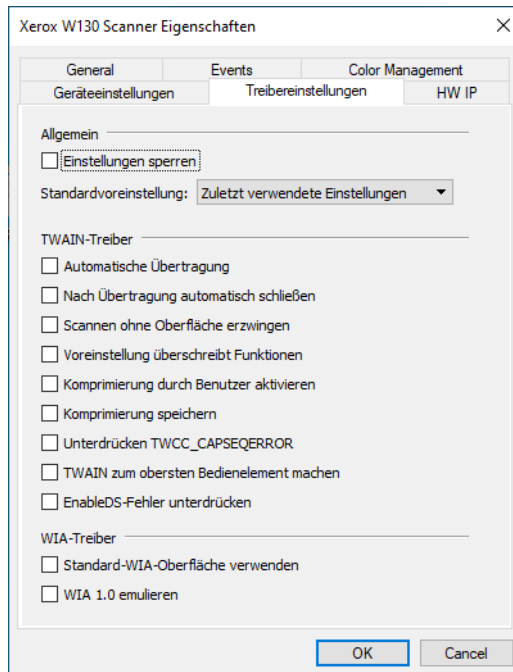 Xerox W130 Scanner Eigenschaften
General Events Color Management
Geräteeinstellungen Treibereinstellungen HW IP
Allgemein
Einstellungen sperren
Standardvoreinstellung: Zuletzt verwendete Einstellungen
TWAIN-Treiber
Automatische Übertragung
Nach Übertragung automatisch schließen
Scannen ohne Oberfläche erzwingen
Voreinstellung überschreibt Funktionen
Komprimierung durch Benutzer aktivieren
Komprimierung speichern
Unterdrücken TWCC_CAPSEQERROR
TWAIN zum obersten Bedienelement machen
EnableDS-Fehler unterdrücken
WIA-Treiber
Standard-WIA-Oberfläche verwenden
WIA 1.0 emulieren
OK Cancel